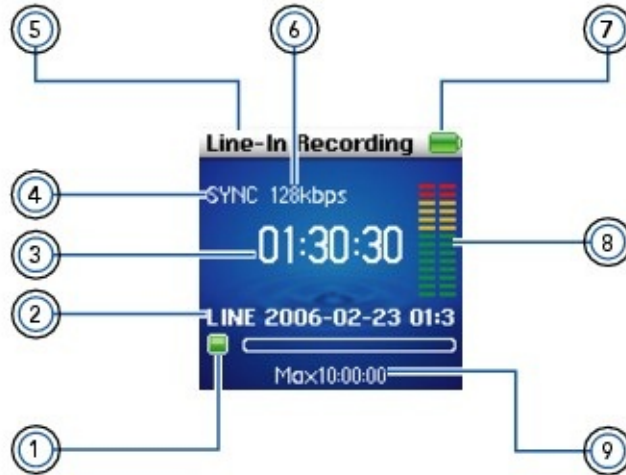 5 6 7
Line-In Recording
4 SYNC 128kbps
3 01:30:30 8
2 LINE 2006-02-23 01:3
Max10:00:00
1 9